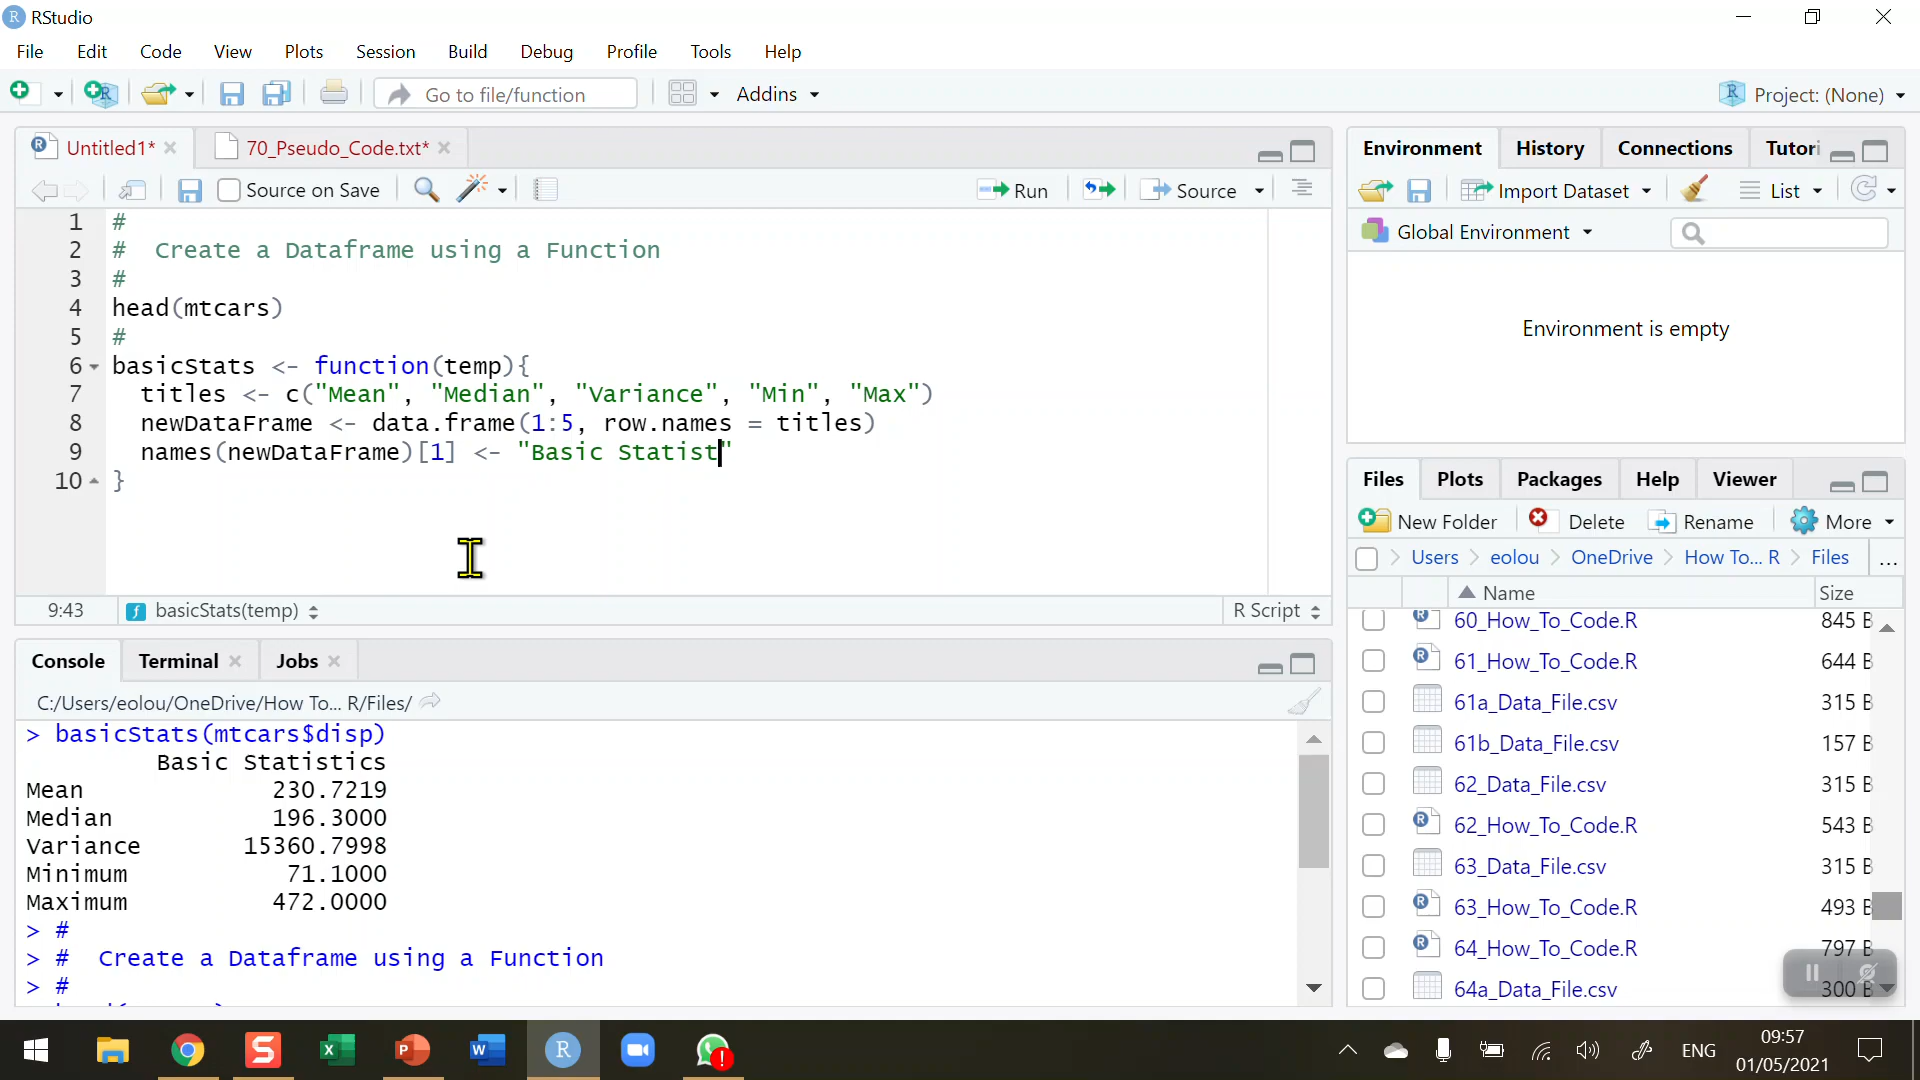 RStudio
File Edit Code View Plots Session Build Debug Profile Tools Help
Go to file/function Addins Project: (None)
Untitled1* 70_Pseudo_Code.txt*
Source on Save Run Source
1 #
2 #  Create a Dataframe using a Function
3 #
4 head(mtcars)
5 #
6 basicStats <- function(temp){
7   titles <- c("Mean", "Median", "Variance", "Min", "Max")
8   newDataFrame <- data.frame(1:5, row.names = titles)
9   names(newDataFrame)[1] <- "Basic Statist"
10 }
9:43 basicStats(temp) R Script
Console Terminal Jobs
C:/Users/eolou/OneDrive/How To... R/Files/
> basicStats(mtcars$disp)
Basic Statistics
Mean 230.7219
Median 196.3000
Variance 15360.7998
Minimum 71.1000
Maximum 472.0000
> #
> #  Create a Dataframe using a Function
> #
Environment History Connections Tutori
Import Dataset List
Global Environment
Environment is empty
Files Plots Packages Help Viewer
New Folder Delete Rename More
Users eolou OneDrive How To... R Files ...
Name Size
60_How_To_Code.R 845 B
61_How_To_Code.R 644 B
61a_Data_File.csv 315 B
61b_Data_File.csv 157 B
62_Data_File.csv 315 B
62_How_To_Code.R 543 B
63_Data_File.csv 315 B
63_How_To_Code.R 493 B
64_How_To_Code.R 797 B
64a_Data_File.csv 300 B
ENG 09:57
01/05/2021